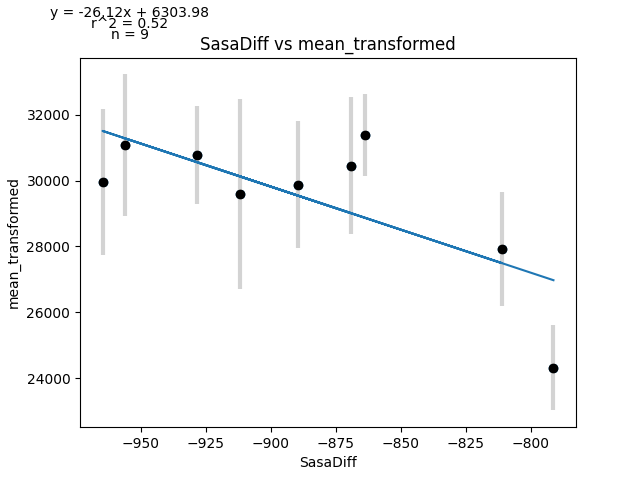 y = -26.12x + 6303.98
r^2 = 0.52
n = 9
SasaDiff vs mean_transformed
mean_transformed
32000
30000
28000
26000
24000
−950
−925
−900
−875
−850
−825
−800
SasaDiff